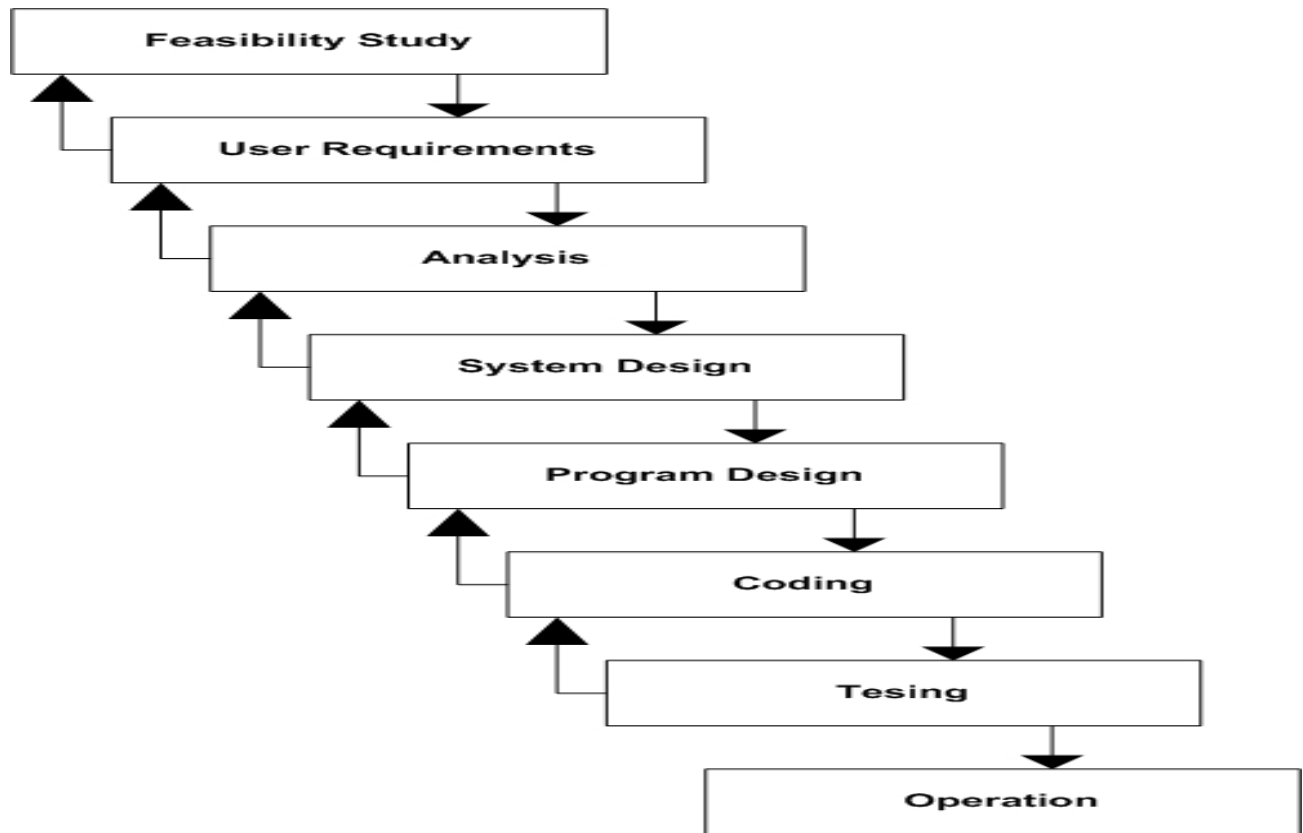 Feasibility Study
User Requirements
Analysis
System Design
Program Design
Coding
Tesing
Operation